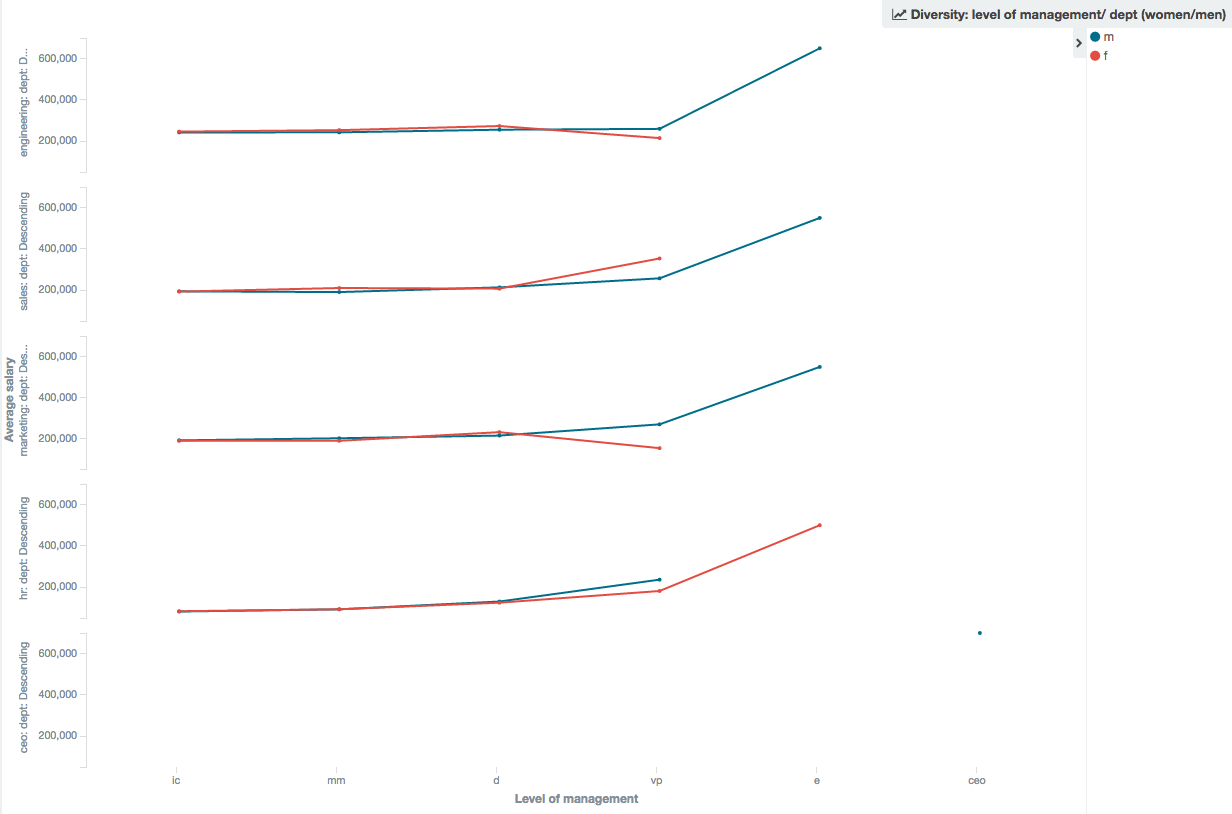 Diversity: level of management/ dept (women/men)
m
f
engineering: dept: D...
600,000
400,000
200,000
sales: dept: Descending
600,000
400,000
200,000
Average salary
marketing: dept: Des...
600,000
400,000
200,000
hr: dept: Descending
600,000
400,000
200,000
ceo: dept: Descending
600,000
400,000
200,000
ic mm d vp e ceo
Level of management